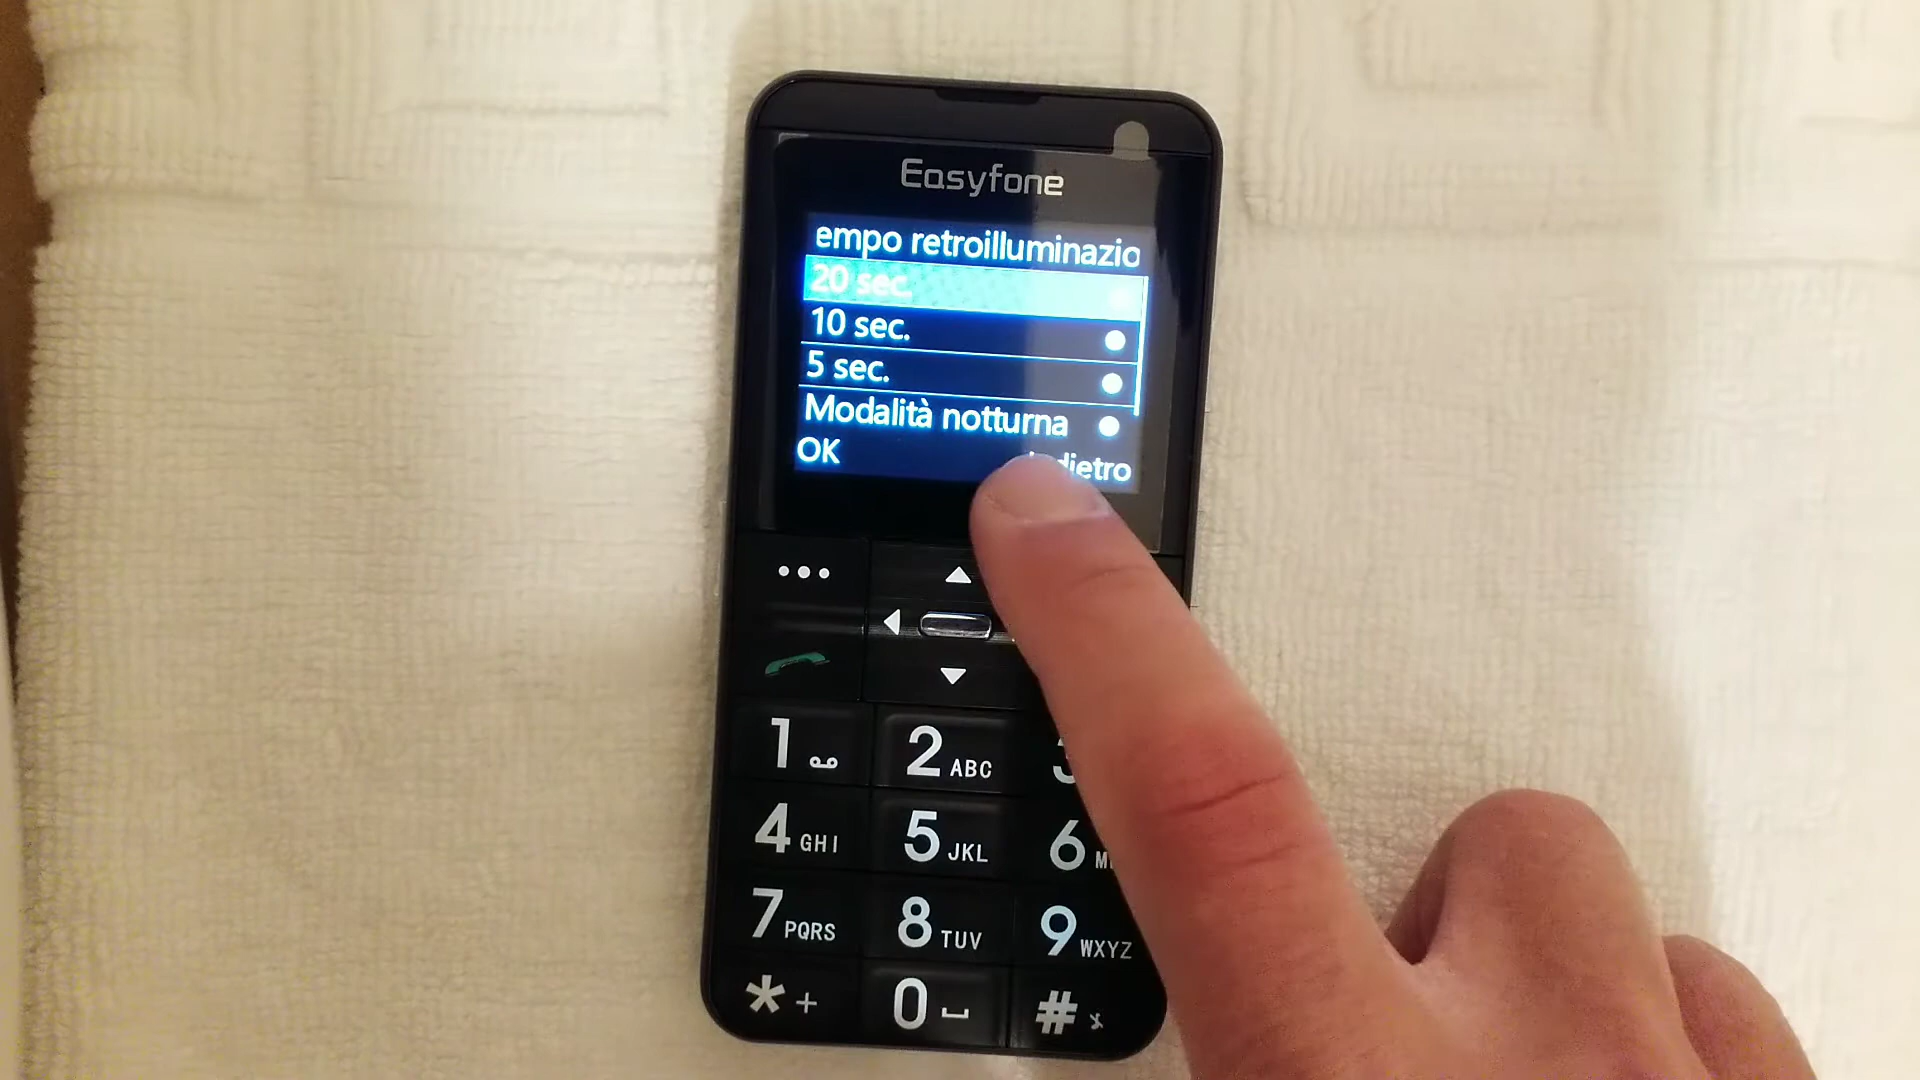 Easyfone
empo retroilluminazio
20 sec.
10 sec.
5 sec.
Modalità notturna
OK
1
2 ABC
4 GHI
5 JKL
6
7 PQRS
8 TUV
9 WXYZ
* +
0
#